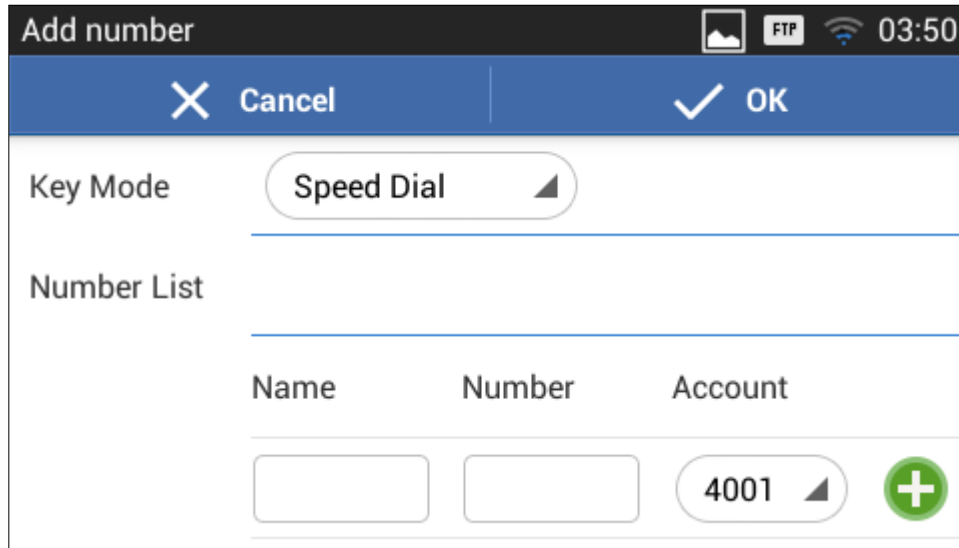 Add number FTP 03:50
Cancel OK
Key Mode Speed Dial
Number List
Name Number Account
4001